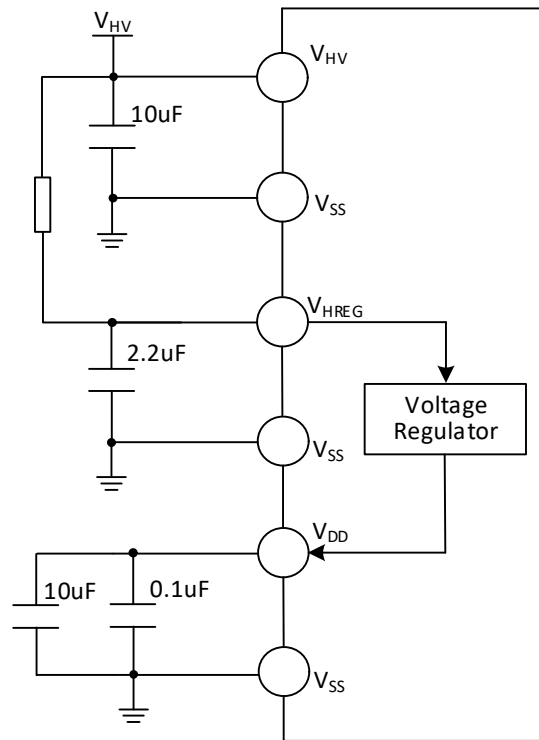 VHV
VHV
10uF
VSS
VHREG
2.2uF
Voltage
Regulator
VSS
VDD
10uF
0.1uF
VSS